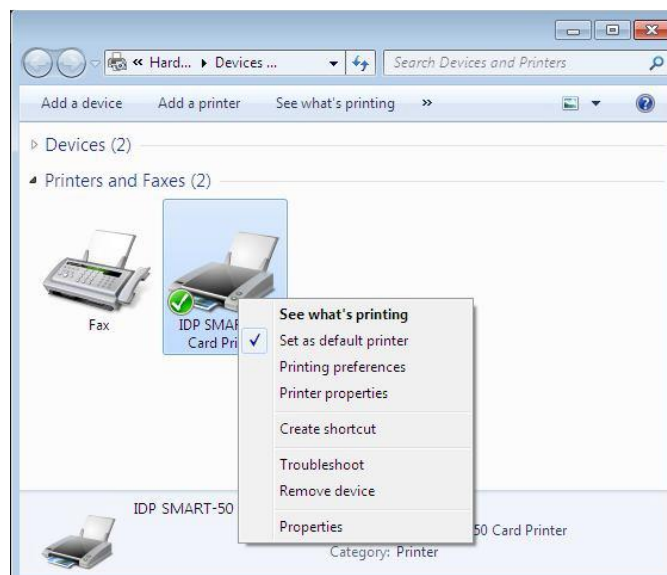 « Hard... ▸ Devices ...
Search Devices and Printers
Add a device Add a printer See what's printing »
Devices (2)
Printers and Faxes (2)
Fax
IDP SMAR
Card Pri
See what's printing
Set as default printer
Printing preferences
Printer properties
Create shortcut
Troubleshoot
Remove device
Properties
IDP SMART-50
50 Card Printer
Category: Printer